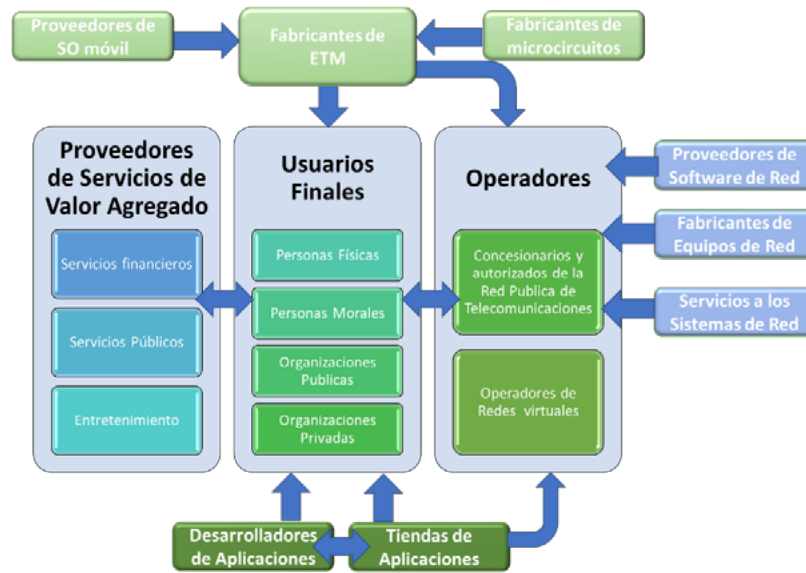 Proveedores de
SO móvil
Fabricantes de
ETM
Fabricantes de
microcircuitos
Proveedores
de Servicios de
Valor Agregado
Servicios financieros
Servicios Públicos
Entretenimiento
Usuarios
Finales
Personas Físicas
Personas Morales
Organizaciones
Publicas
Organizaciones
Privadas
Operadores
Concesionarios y
autorizados de la
Red Publica de
Telecomunicaciones
Operadores de
Redes virtuales
Proveedores de
Software de Red
Fabricantes de
Equipos de Red
Servicios a los
Sistemas de Red
Desarrolladores
de Aplicaciones
Tiendas de
Aplicaciones